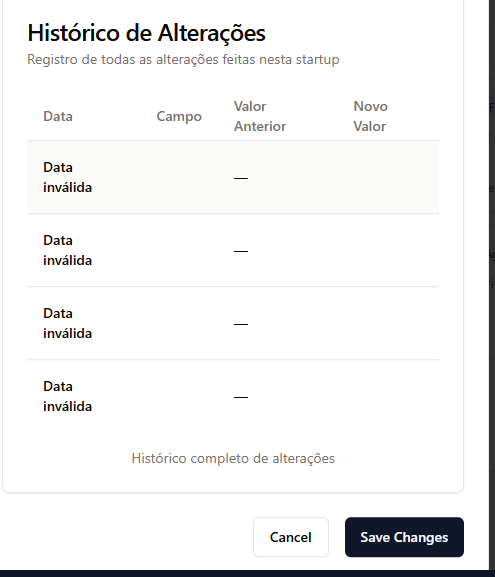 Histórico de Alterações
Registro de todas as alterações feitas nesta startup
Data Campo Valor Anterior Novo Valor
Data inválida —
Data inválida —
Data inválida —
Data inválida —
Histórico completo de alterações
Cancel Save Changes